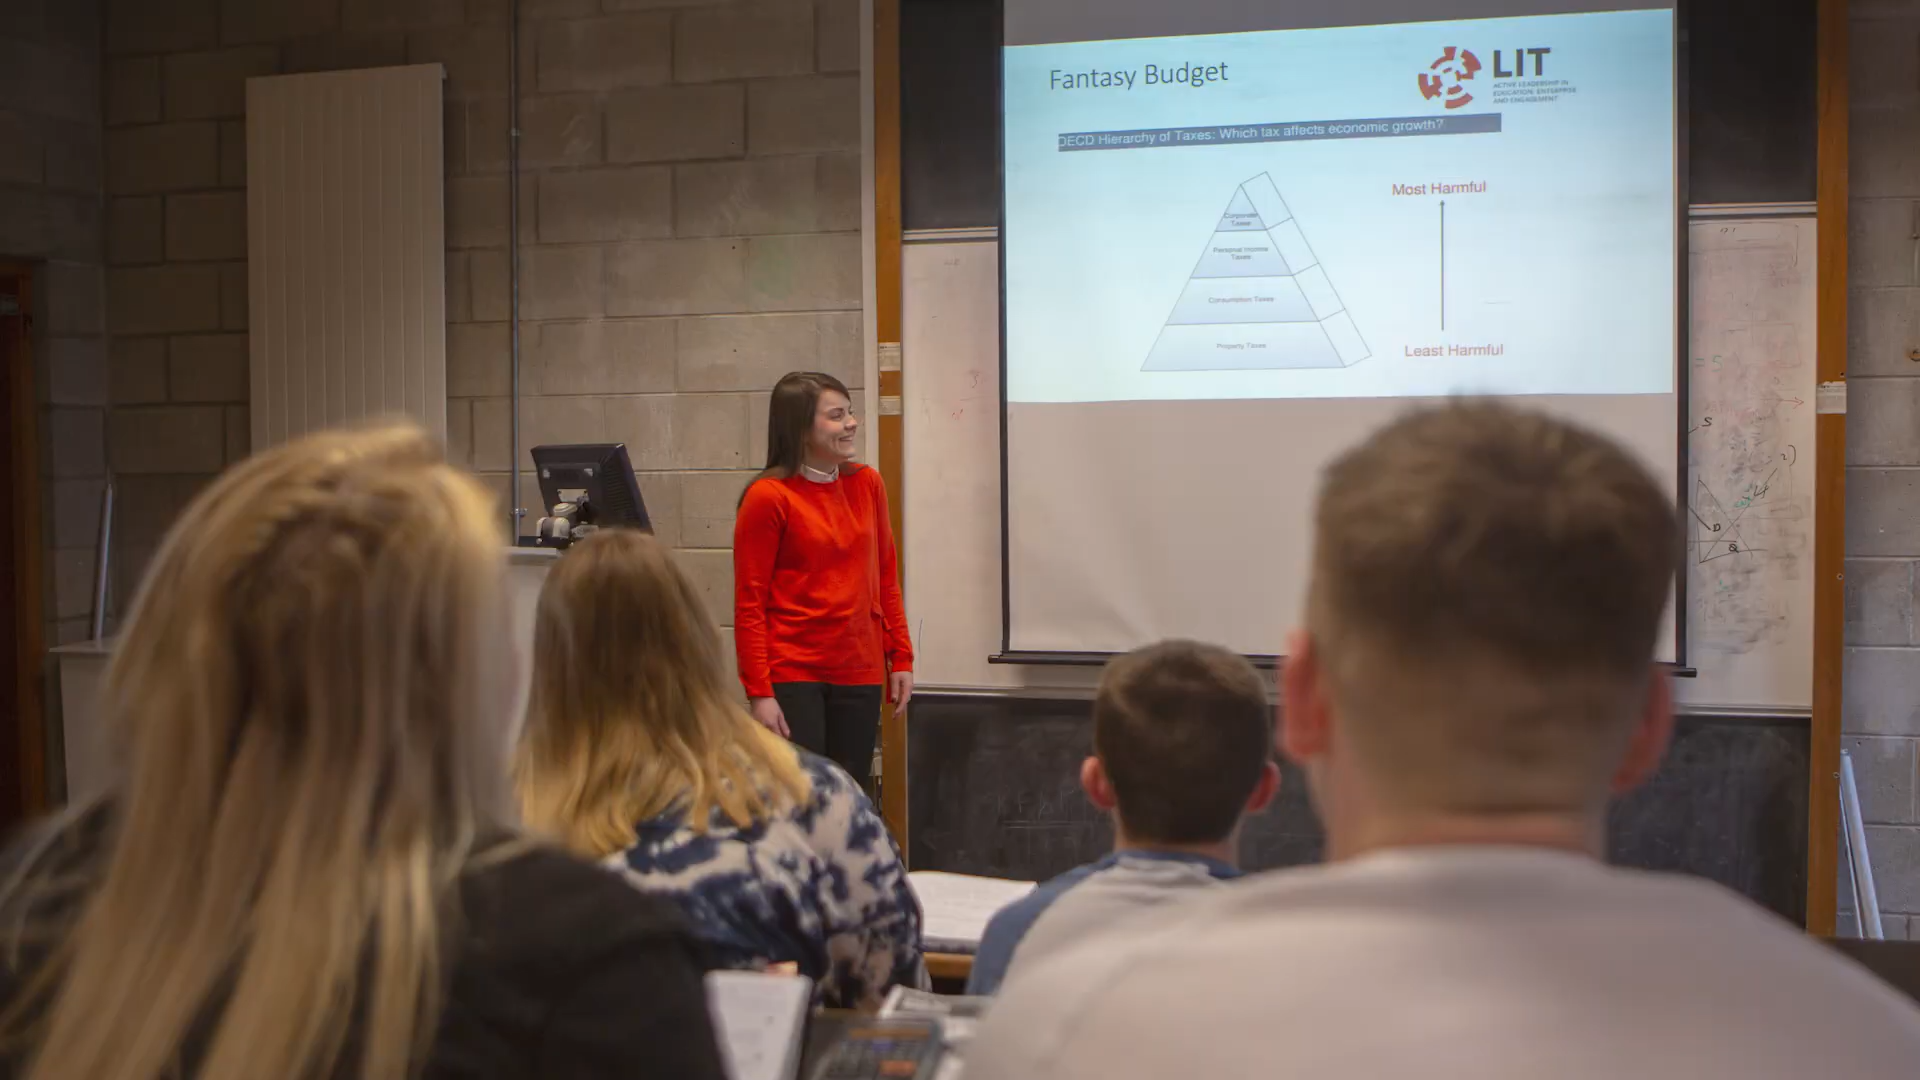 Fantasy Budget
LIT
ACTIVE LEADERSHIP IN
EDUCATION, ENTERPRISE
AND ENGAGEMENT
OECD Hierarchy of Taxes: Which tax affects economic growth?
Most Harmful
Corporate
Taxes
Personal Income
Taxes
Consumption Taxes
Property Taxes
Least Harmful